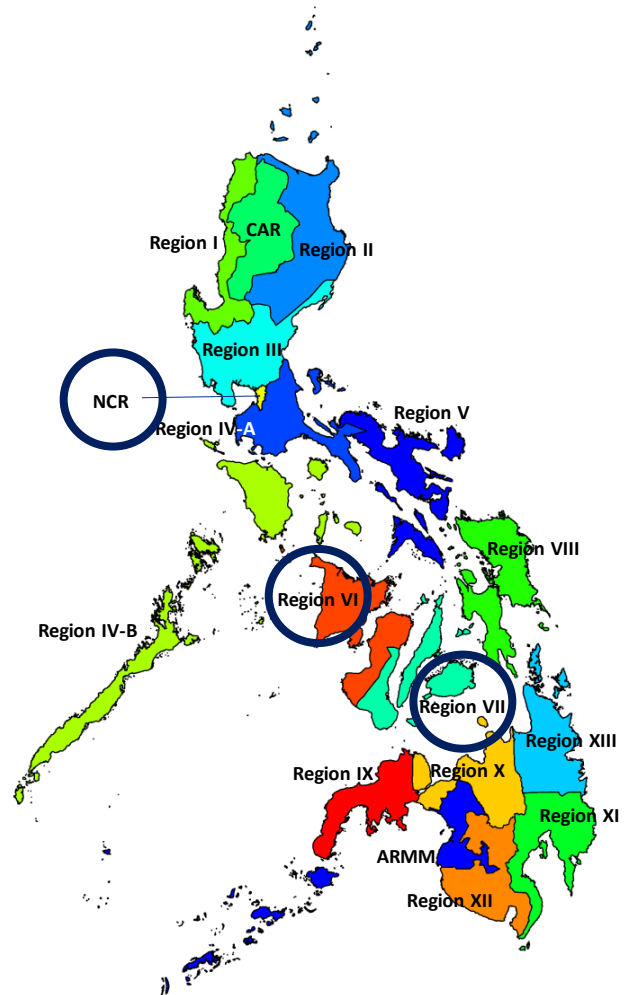 CAR
Region I
Region II
Region III
NCR
Region V
Region IV-A
Region VIII
Region VI
Region IV-B
Region VII
Region XIII
Region IX
Region X
Region XI
ARMM
Region XII